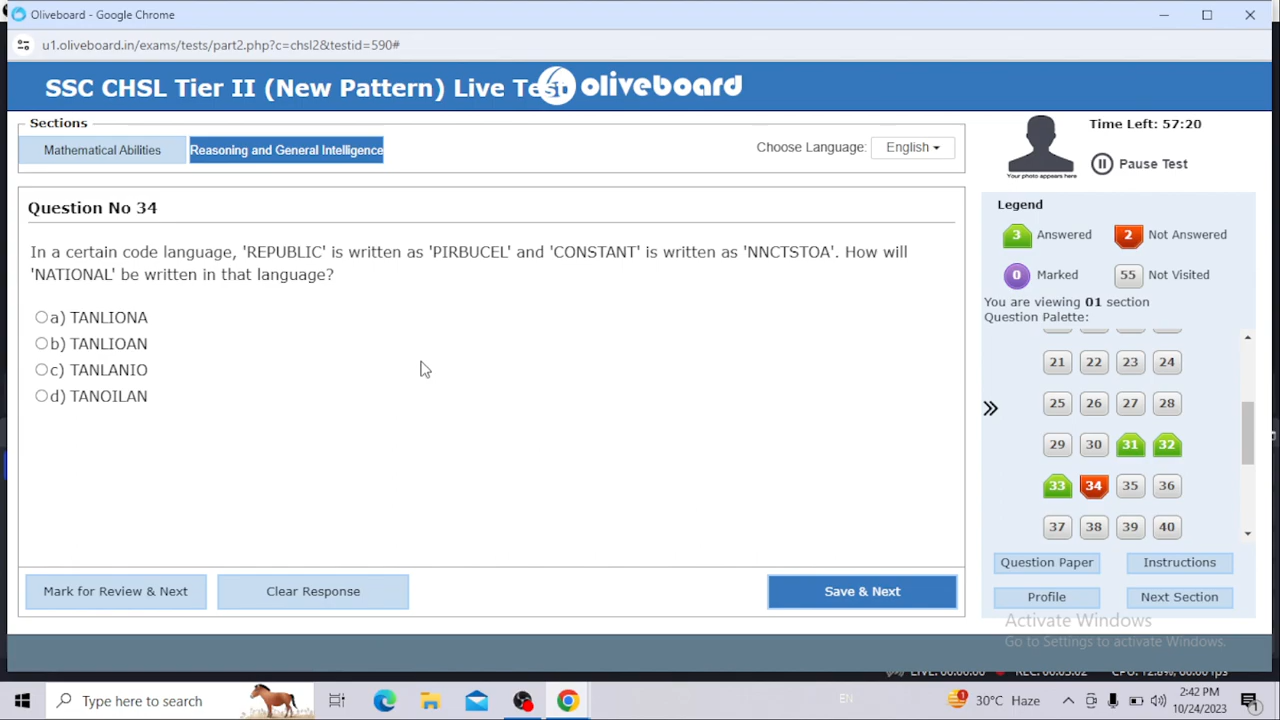 Oliveboard - Google Chrome
u1.oliveboard.in/exams/tests/part2.php?c=chsl2&testid=590#
SSC CHSL Tier II (New Pattern) Live Test
oliveboard
Sections
Mathematical Abilities
Reasoning and General Intelligence
Choose Language:
English
Your photo appears here
Time Left: 57:20
Pause Test
Question No 34
In a certain code language, 'REPUBLIC' is written as 'PIRBUCEL' and 'CONSTANT' is written as 'NNCTSTOA'. How will
'NATIONAL' be written in that language?
a) TANLIONA
b) TANLIOAN
c) TANLANIO
d) TANOILAN
Mark for Review & Next
Clear Response
Save & Next
Legend
3 Answered
2 Not Answered
0 Marked
55 Not Visited
You are viewing 01 section
Question Palette:
21 22 23 24
25 26 27 28
29 30 31 32
33 34 35 36
37 38 39 40
Question Paper
Instructions
Profile
Next Section
Activate Windows
Go to Settings to activate Windows.
Type here to search
EN
1
30°C Haze
2:42 PM
10/24/2023
1